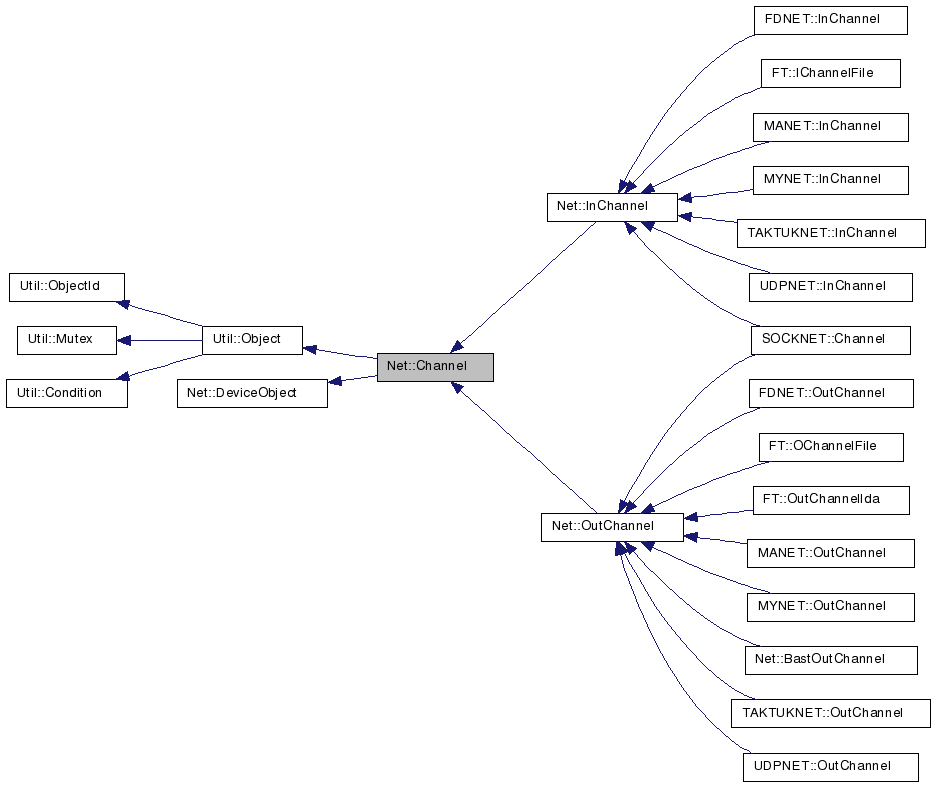 FDNET::InChannel
FT::IChannelFile
MANET::InChannel
MYNET::InChannel
Net::InChannel
TAKTUKNET::InChannel
UDPNET::InChannel
Util::ObjectId
SOCKNET::Channel
Util::Mutex
Util::Object
Net::Channel
Util::Condition
Net::DeviceObject
FDNET::OutChannel
FT::OChannelFile
FT::OutChannelIda
Net::OutChannel
MANET::OutChannel
MYNET::OutChannel
Net::BastOutChannel
TAKTUKNET::OutChannel
UDPNET::OutChannel